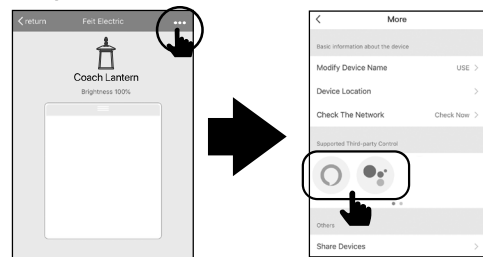 return Feit Electric
Coach Lantern
Brightness 100%
More
Basic information about the device
Modify Device Name USE
Device Location
Check The Network Check Now
Supported Third-party Control
Others
Share Devices